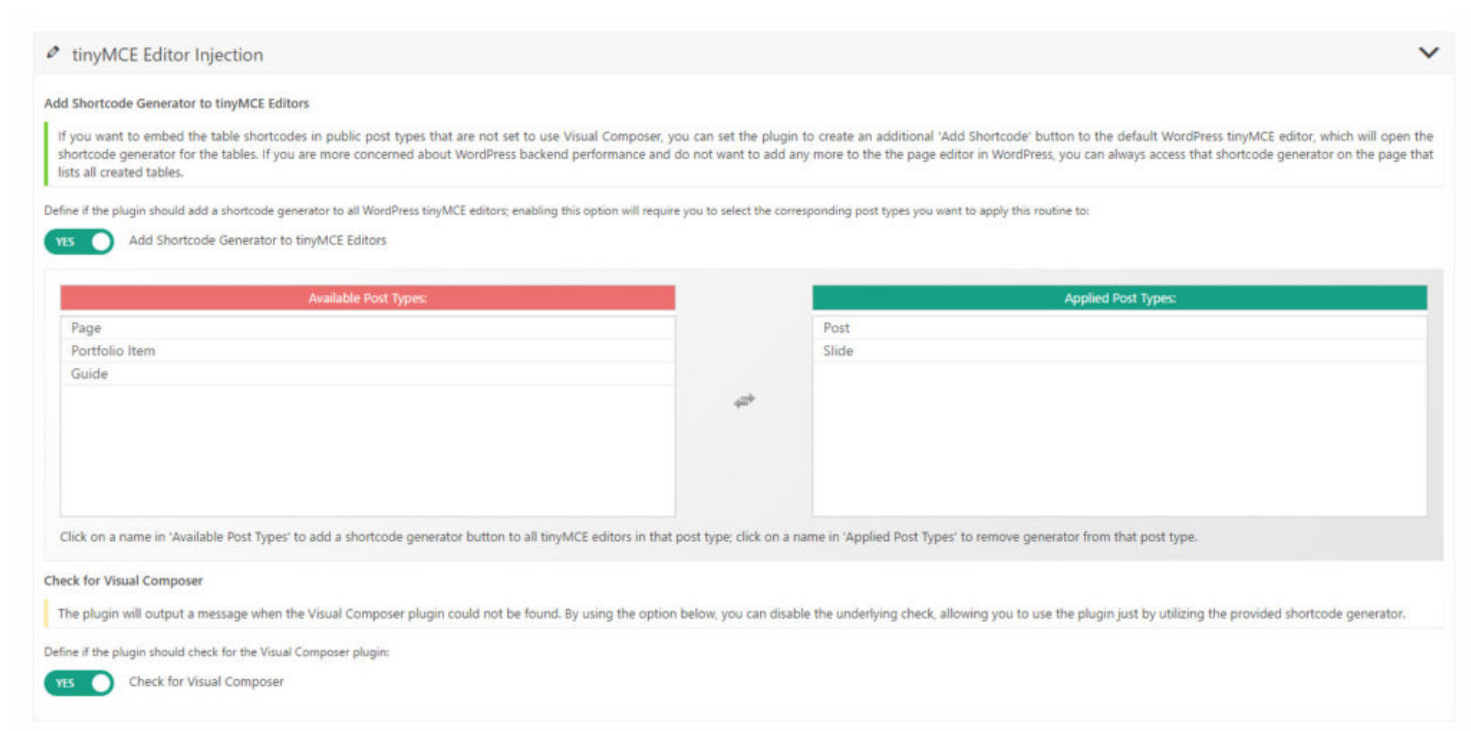 tinyMCE Editor Injection
Add Shortcode Generator to tinyMCE Editors
If you want to embed the table shortcodes in public post types that are not set to use Visual Composer, you can set the plugin to create an additional 'Add Shortcode' button to the default WordPress tinyMCE editor, which will open the
shortcode generator for the tables. If you are more concerned about WordPress backend performance and do not want to add any more to the the page editor in WordPress, you can always access that shortcode generator on the page that
lists all created tables.
Define if the plugin should add a shortcode generator to all WordPress tinyMCE editors; enabling this option will require you to select the corresponding post types you want to apply this routine to:
YES Add Shortcode Generator to tinyMCE Editors
Available Post Types:
Page
Portfolio Item
Guide
Applied Post Types:
Post
Slide
Click on a name in 'Available Post Types' to add a shortcode generator button to all tinyMCE editors in that post type; click on a name in 'Applied Post Types' to remove generator from that post type.
Check for Visual Composer
The plugin will output a message when the Visual Composer plugin could not be found. By using the option below, you can disable the underlying check, allowing you to use the plugin just by utilizing the provided shortcode generator.
Define if the plugin should check for the Visual Composer plugin:
YES Check for Visual Composer